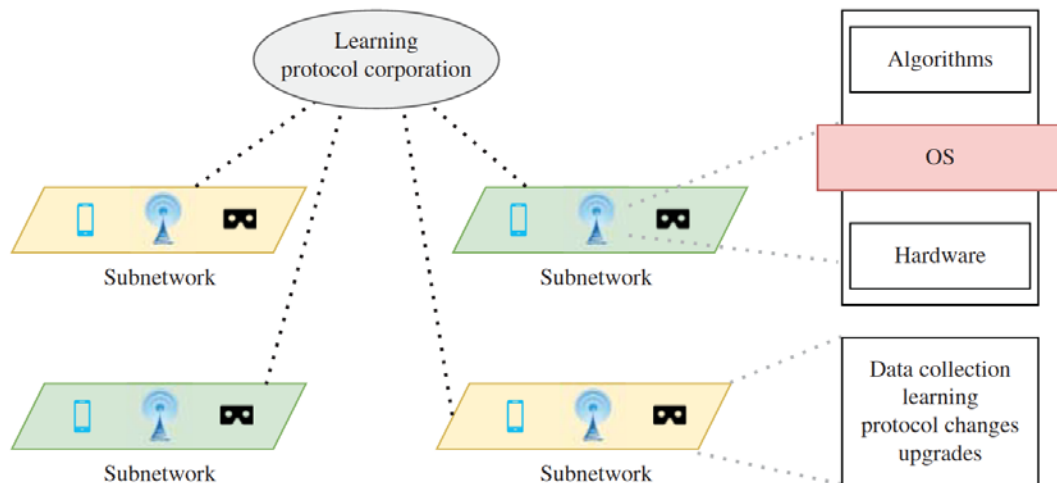 Learning
protocol corporation
Algorithms
OS
Hardware
Subnetwork
Subnetwork
Subnetwork
Subnetwork
Data collection
learning
protocol changes
upgrades